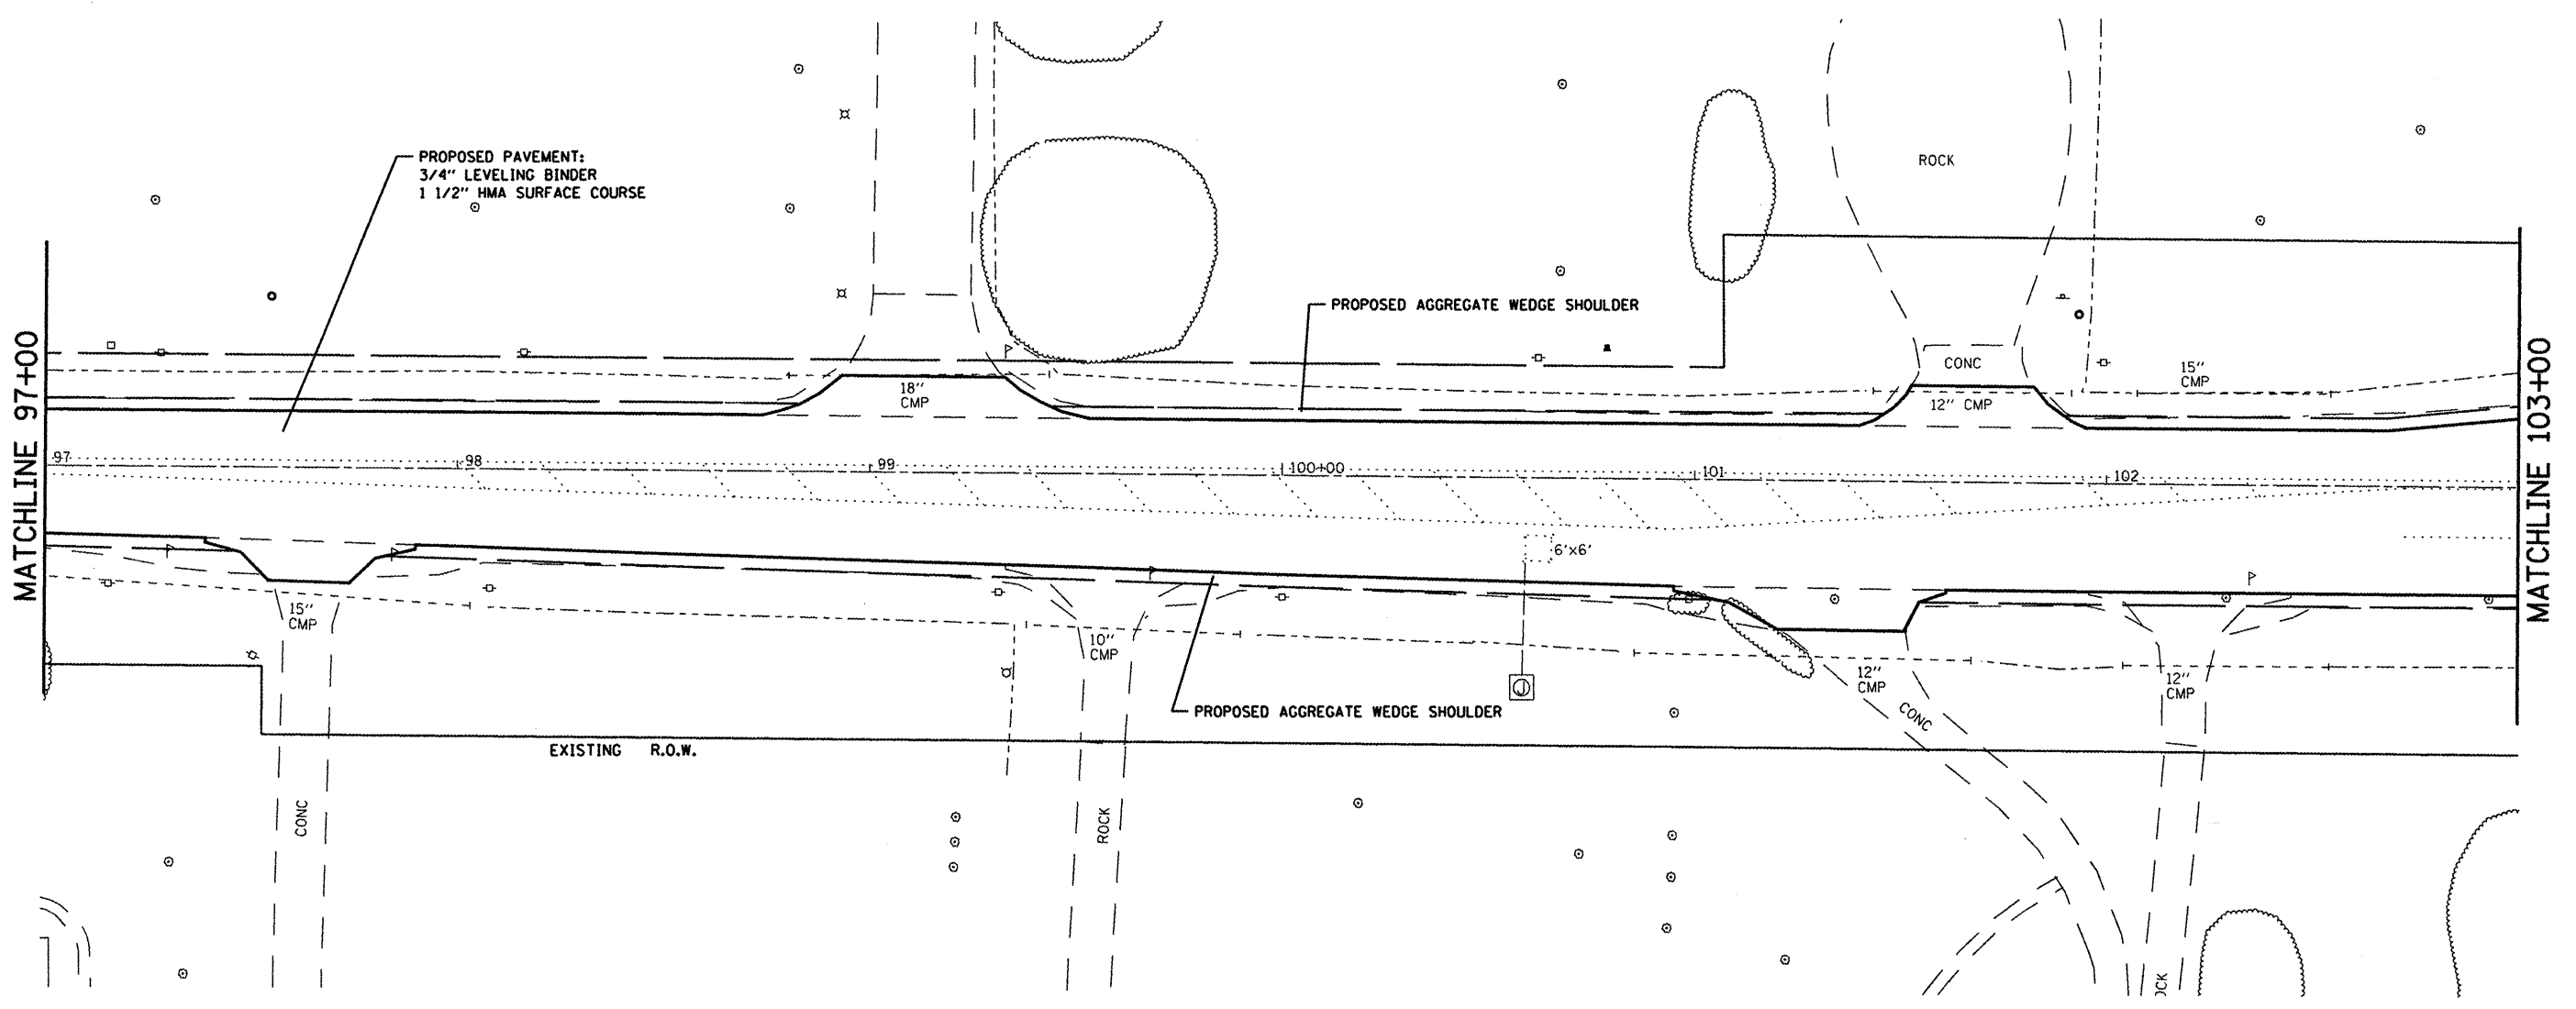 ROCK
PROPOSED PAVEMENT:
3/4" LEVELING BINDER
1 1/2" HMA SURFACE COURSE
PROPOSED AGGREGATE WEDGE SHOULDER
MATCHLINE 97+00
MATCHLINE 103+00
CONC
15"
CMP
18"
CMP
12" CMP
97
98
99
100+00
101
102
6'x6'
15"
CMP
10"
CMP
12"
CMP
12"
CMP
J
CONC
PROPOSED AGGREGATE WEDGE SHOULDER
EXISTING R.O.W.
CONC
ROCK